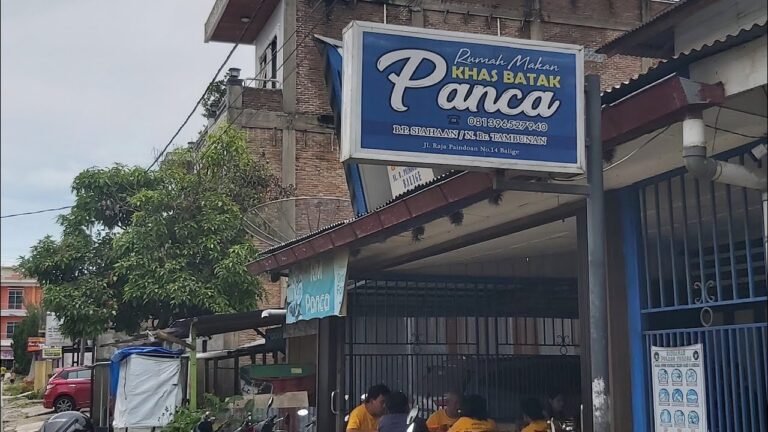 Rumah Makan
KHAS BATAK
Panca
☎ 081396527940
B.P. SIAHAAN / N. Br. TAMBUNAN
Jl. Raja Paindoan No.14 Balige
Panca